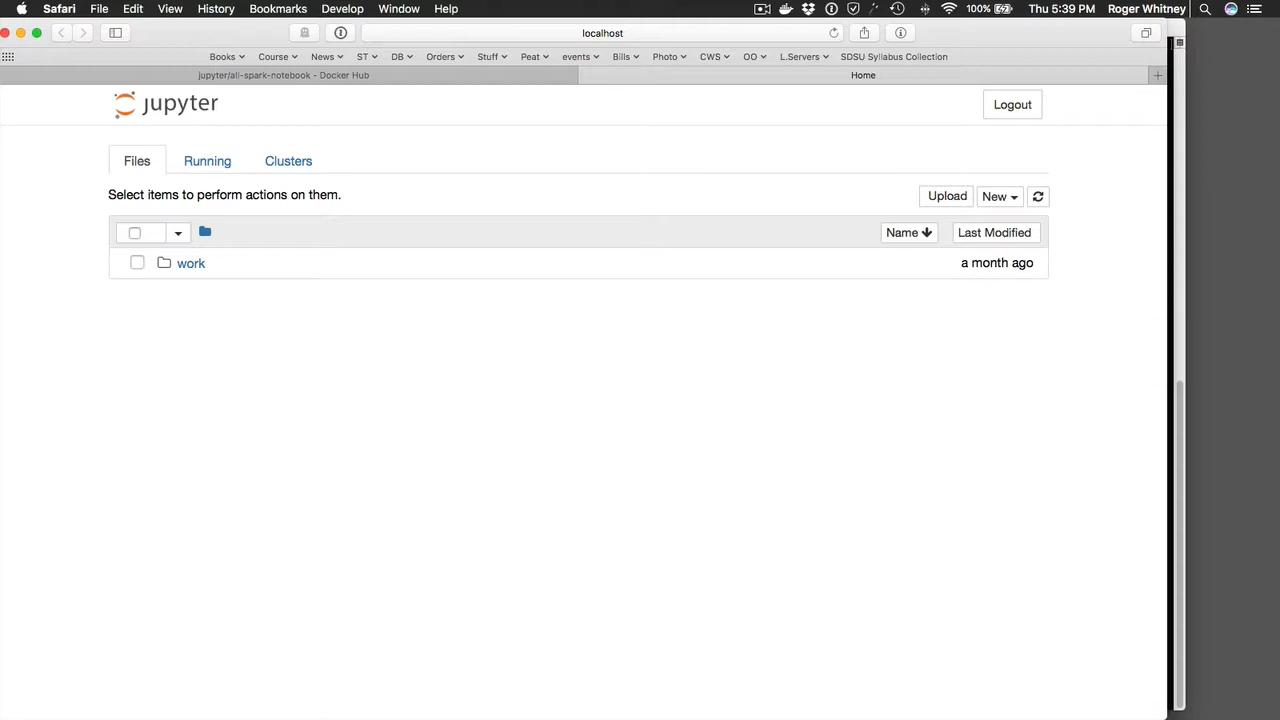 Safari File Edit View History Bookmarks Develop Window Help 100% Thu 5:39 PM Roger Whitney
localhost
Books Course News ST DB Orders Stuff Peat events Bills Photo CWS OO L.Servers SDSU Syllabus Collection
jupyter/all-spark-notebook - Docker Hub Home
jupyter Logout
Files Running Clusters
Select items to perform actions on them. Upload New
Name Last Modified
work a month ago